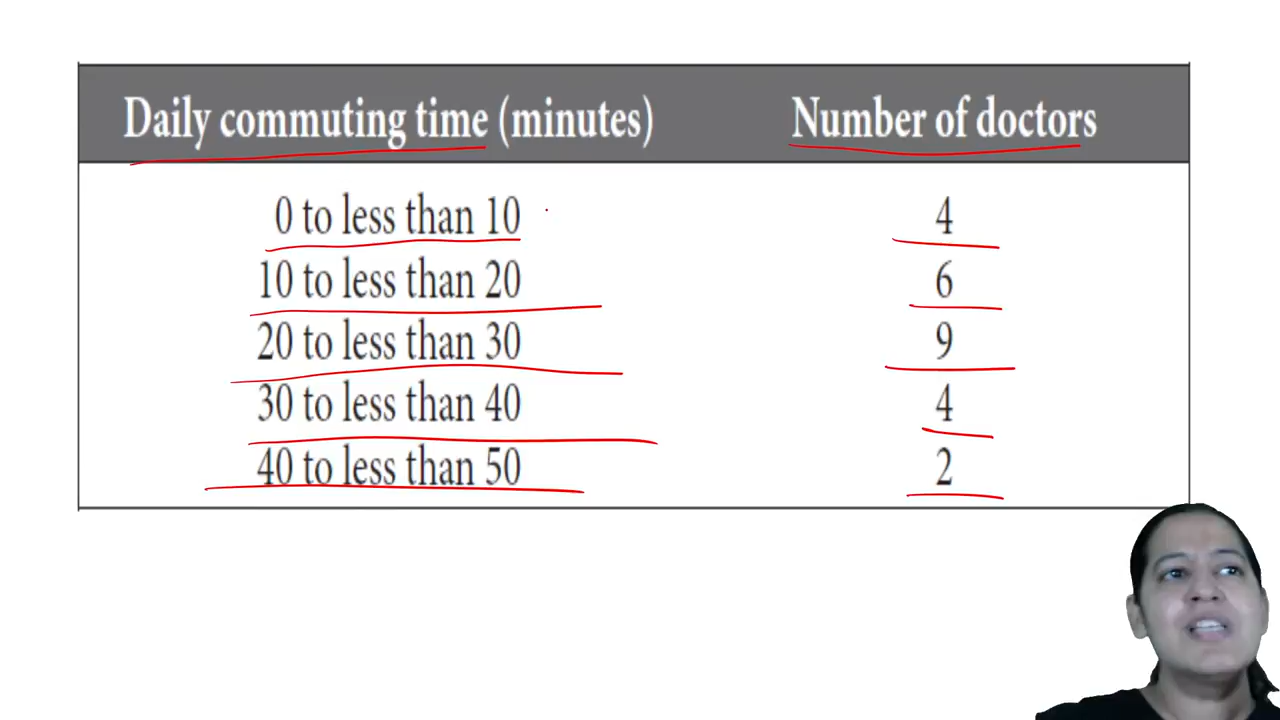 Daily commuting time (minutes) Number of doctors
0 to less than 10 4
10 to less than 20 6
20 to less than 30 9
30 to less than 40 4
40 to less than 50 2